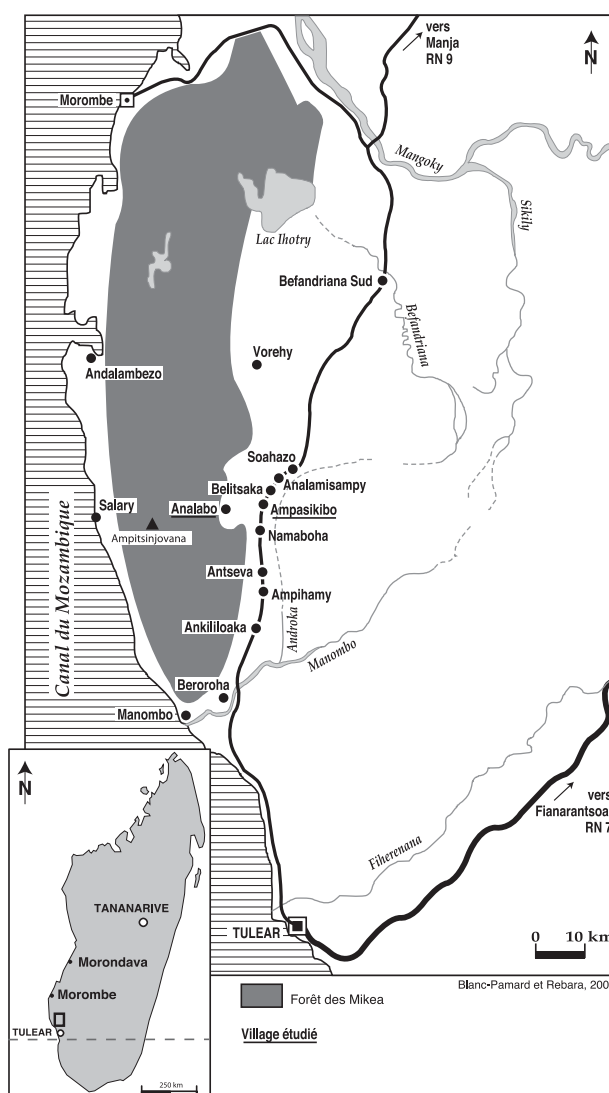 vers
Manja
RN 9
N
Morombe
Mangoky
Sikily
Lac Ihotry
Befandriana Sud
Befandriana
Vorehy
Andalambezo
Soahazo
Analamisampy
Belitsaka
Salary
Analabo
Ampasikibo
Ampitsinjovana
Namaboha
Canal du Mozambique
Antseva
Ampihamy
Ankililoaka
Androka
Manombo
Beroroha
Manombo
N
vers
Fianarantsoa
RN 7
Fiherenana
TANANARIVE
TULEAR
0 10 km
Morondava
Morombe
TULEAR
250 km
Blanc-Pamard et Rebara, 200
Forêt des Mikea
Village étudié